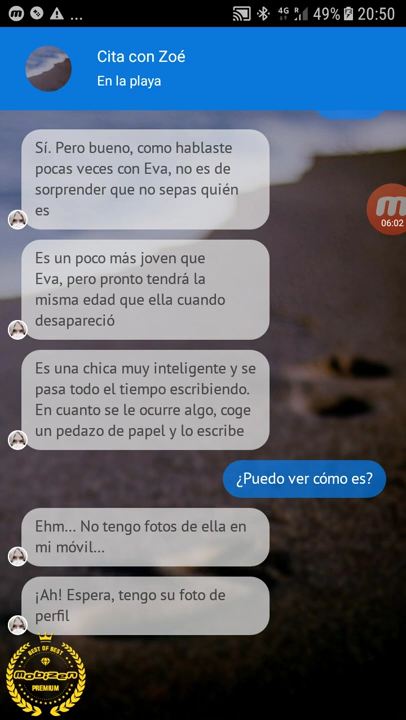 ... 4G R 49% 20:50
Cita con Zoé
En la playa
Sí. Pero bueno, como hablaste
pocas veces con Eva, no es de
sorprender que no sepas quién
es
06:02
Es un poco más joven que
Eva, pero pronto tendrá la
misma edad que ella cuando
desapareció
Es una chica muy inteligente y se
pasa todo el tiempo escribiendo.
En cuanto se le ocurre algo, coge
un pedazo de papel y lo escribe
¿Puedo ver cómo es?
Ehm... No tengo fotos de ella en
mi móvil...
¡Ah! Espera, tengo su foto de
perfil
BEST OF BEST
mobizen
PREMIUM